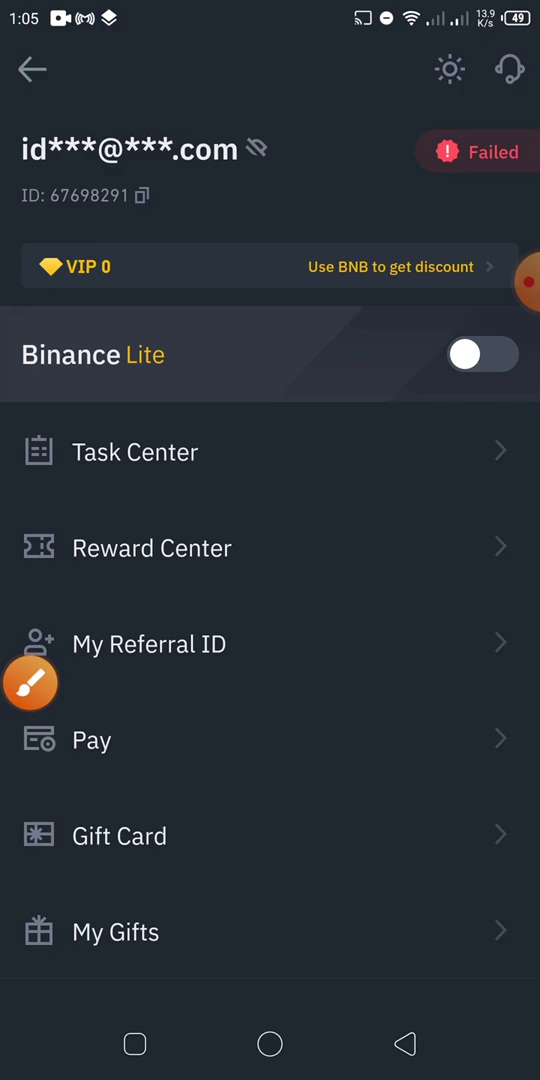 1:05 13.9 K/s 49
id***@***.com Failed
ID: 67698291
VIP 0 Use BNB to get discount
Binance Lite
Task Center
Reward Center
My Referral ID
Pay
Gift Card
My Gifts